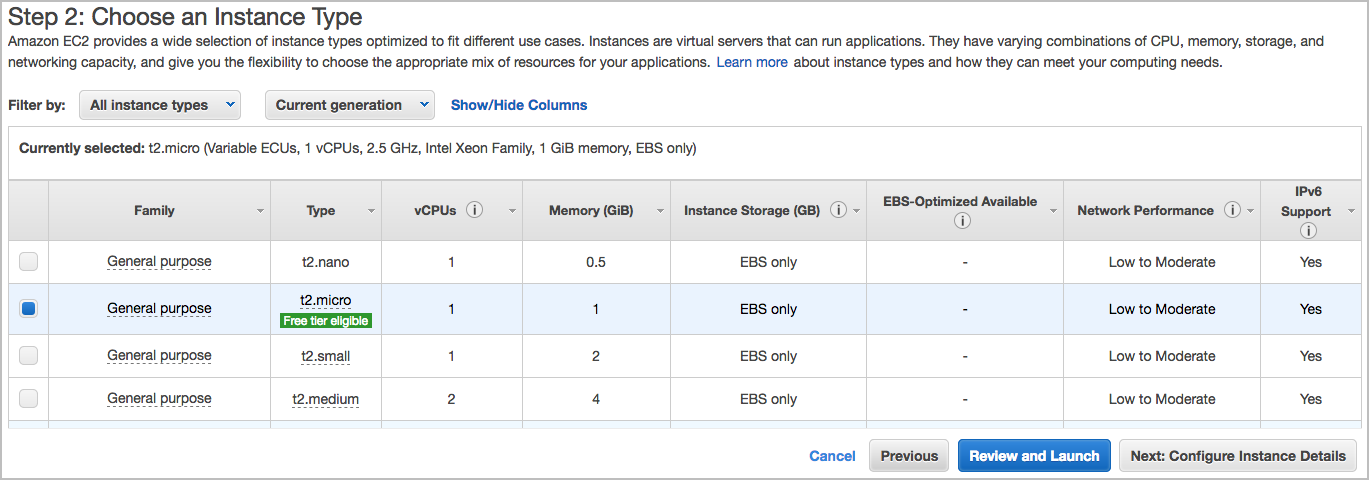 Step 2: Choose an Instance Type
Amazon EC2 provides a wide selection of instance types optimized to fit different use cases. Instances are virtual servers that can run applications. They have varying combinations of CPU, memory, storage, and
networking capacity, and give you the flexibility to choose the appropriate mix of resources for your applications. Learn more about instance types and how they can meet your computing needs.
Filter by: All instance types Current generation Show/Hide Columns
Currently selected: t2.micro (Variable ECUs, 1 vCPUs, 2.5 GHz, Intel Xeon Family, 1 GiB memory, EBS only)
Family Type vCPUs Memory (GiB) Instance Storage (GB) EBS-Optimized Available Network Performance IPv6 Support
General purpose t2.nano 1 0.5 EBS only - Low to Moderate Yes
General purpose t2.micro 1 1 EBS only - Low to Moderate Yes
Free tier eligible
General purpose t2.small 1 2 EBS only - Low to Moderate Yes
General purpose t2.medium 2 4 EBS only - Low to Moderate Yes
Cancel Previous Review and Launch Next: Configure Instance Details